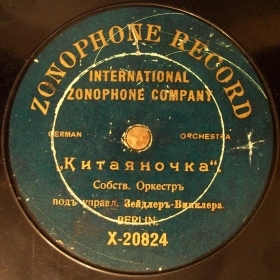 ZONOPHONE RECORD
INTERNATIONAL
ZONOPHONE COMPANY
GERMAN ORCHESTRA
„Китаяночка“.
Собств. Оркестръ
подъ управл. Зейдлеръ-Винклера.
BERLIN.
X-20824